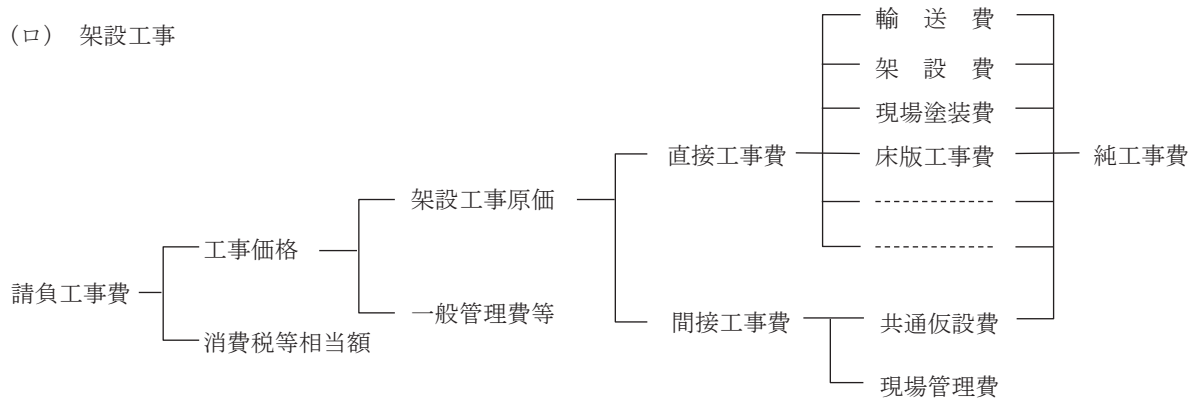 (ロ) 架設工事
輸送費
架設費
現場塗装費
直接工事費
床版工事費
純工事費
架設工事原価
---------------
工事価格
---------------
請負工事費
一般管理費等
間接工事費
共通仮設費
消費税等相当額
現場管理費